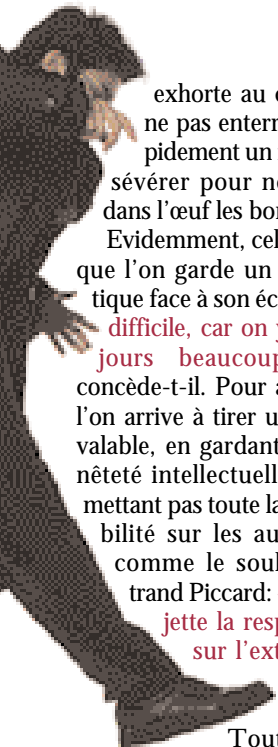 exhorte au
ne pas enterr
pidement un
sévérer pour n
dans l'œuf les bo
Evidemment, cel
que l'on garde un
tique face à son éc
difficile, car on
jours beaucoup
concède-t-il. Pour a
l'on arrive à tirer u
valable, en gardant
nêteté intellectuell
mettant pas toute la
bilité sur les au
comme le soul
trand Piccard:
jette la resp
sur l'ext
Tout